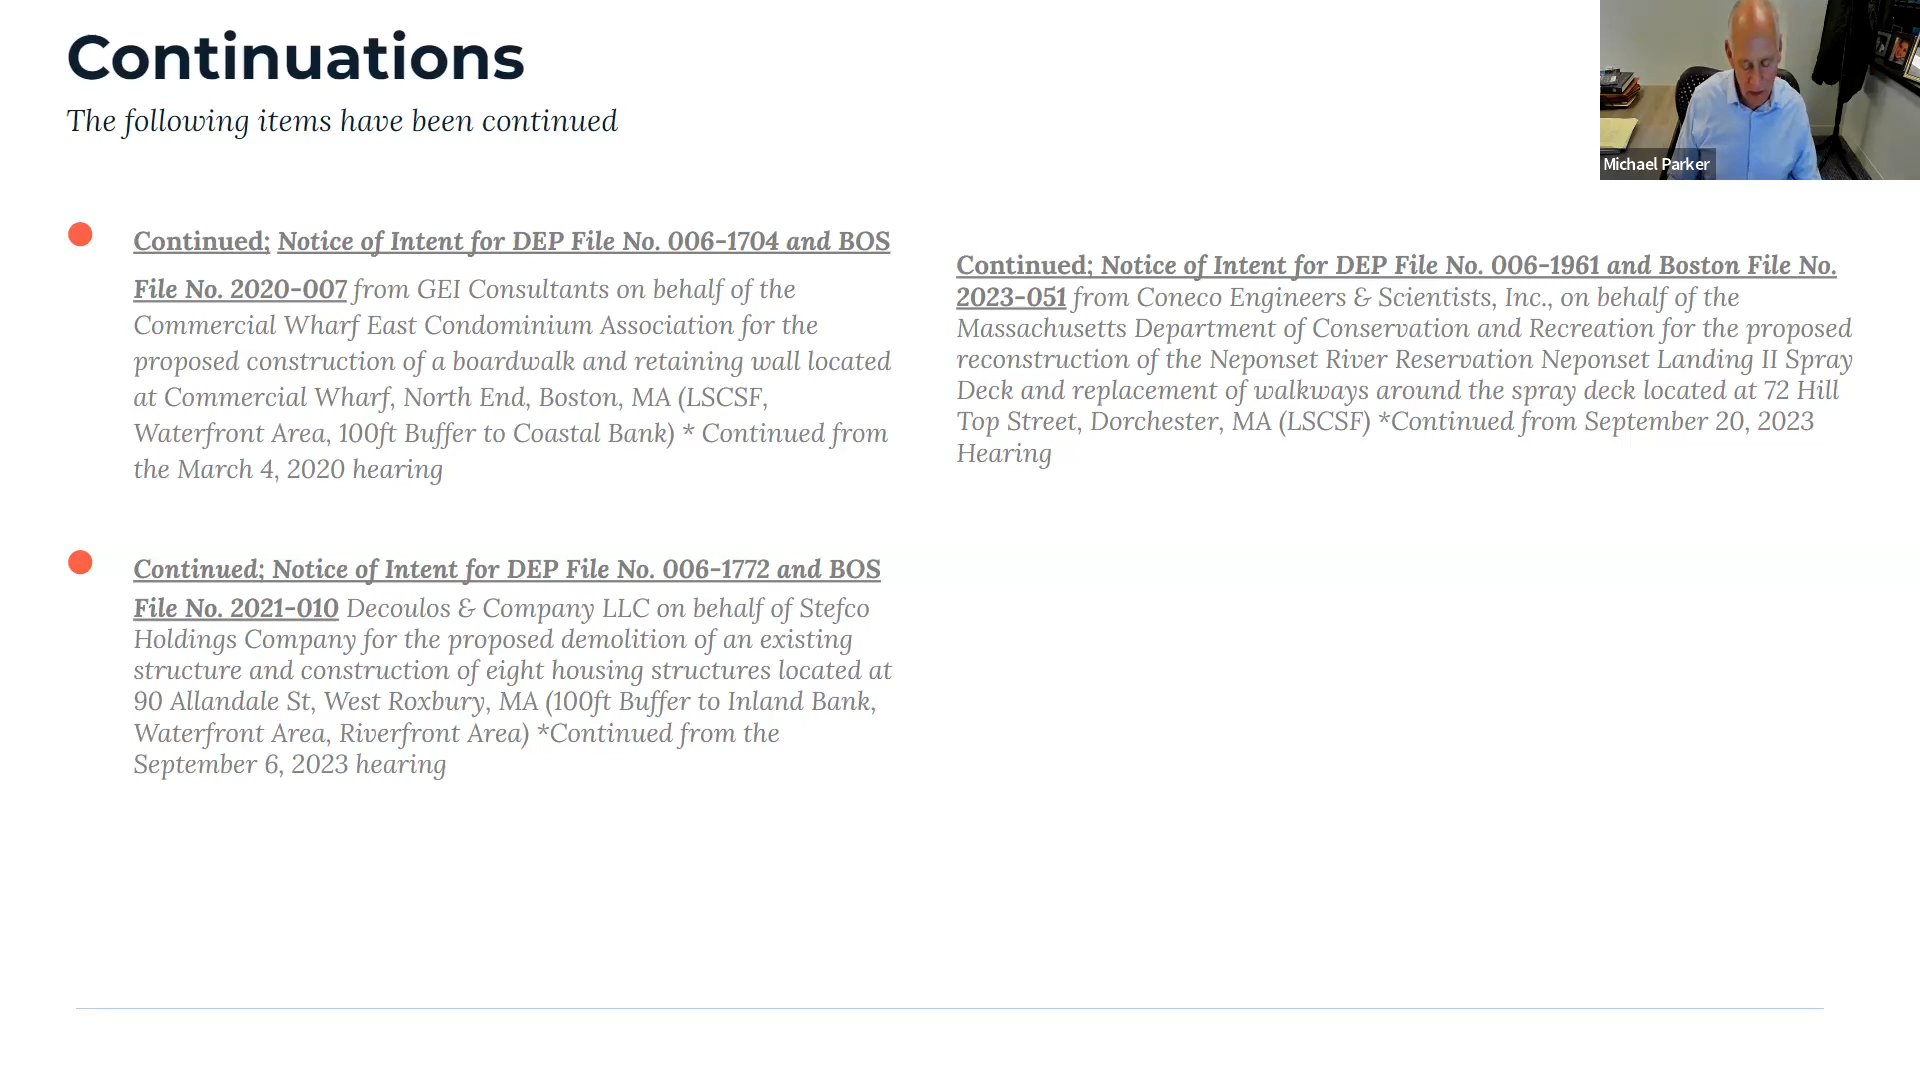 Continuations
The following items have been continued
Michael Parker
Continued; Notice of Intent for DEP File No. 006-1704 and BOS
File No. 2020-007 from GEI Consultants on behalf of the
Commercial Wharf East Condominium Association for the
proposed construction of a boardwalk and retaining wall located
at Commercial Wharf, North End, Boston, MA (LSCSF,
Waterfront Area, 100ft Buffer to Coastal Bank) * Continued from
the March 4, 2020 hearing
Continued; Notice of Intent for DEP File No. 006-1772 and BOS
File No. 2021-010 Decoulos & Company LLC on behalf of Stefco
Holdings Company for the proposed demolition of an existing
structure and construction of eight housing structures located at
90 Allandale St, West Roxbury, MA (100ft Buffer to Inland Bank,
Waterfront Area, Riverfront Area) *Continued from the
September 6, 2023 hearing
Continued; Notice of Intent for DEP File No. 006-1961 and Boston File No.
2023-051 from Coneco Engineers & Scientists, Inc., on behalf of the
Massachusetts Department of Conservation and Recreation for the proposed
reconstruction of the Neponset River Reservation Neponset Landing II Spray
Deck and replacement of walkways around the spray deck located at 72 Hill
Top Street, Dorchester, MA (LSCSF) *Continued from September 20, 2023
Hearing